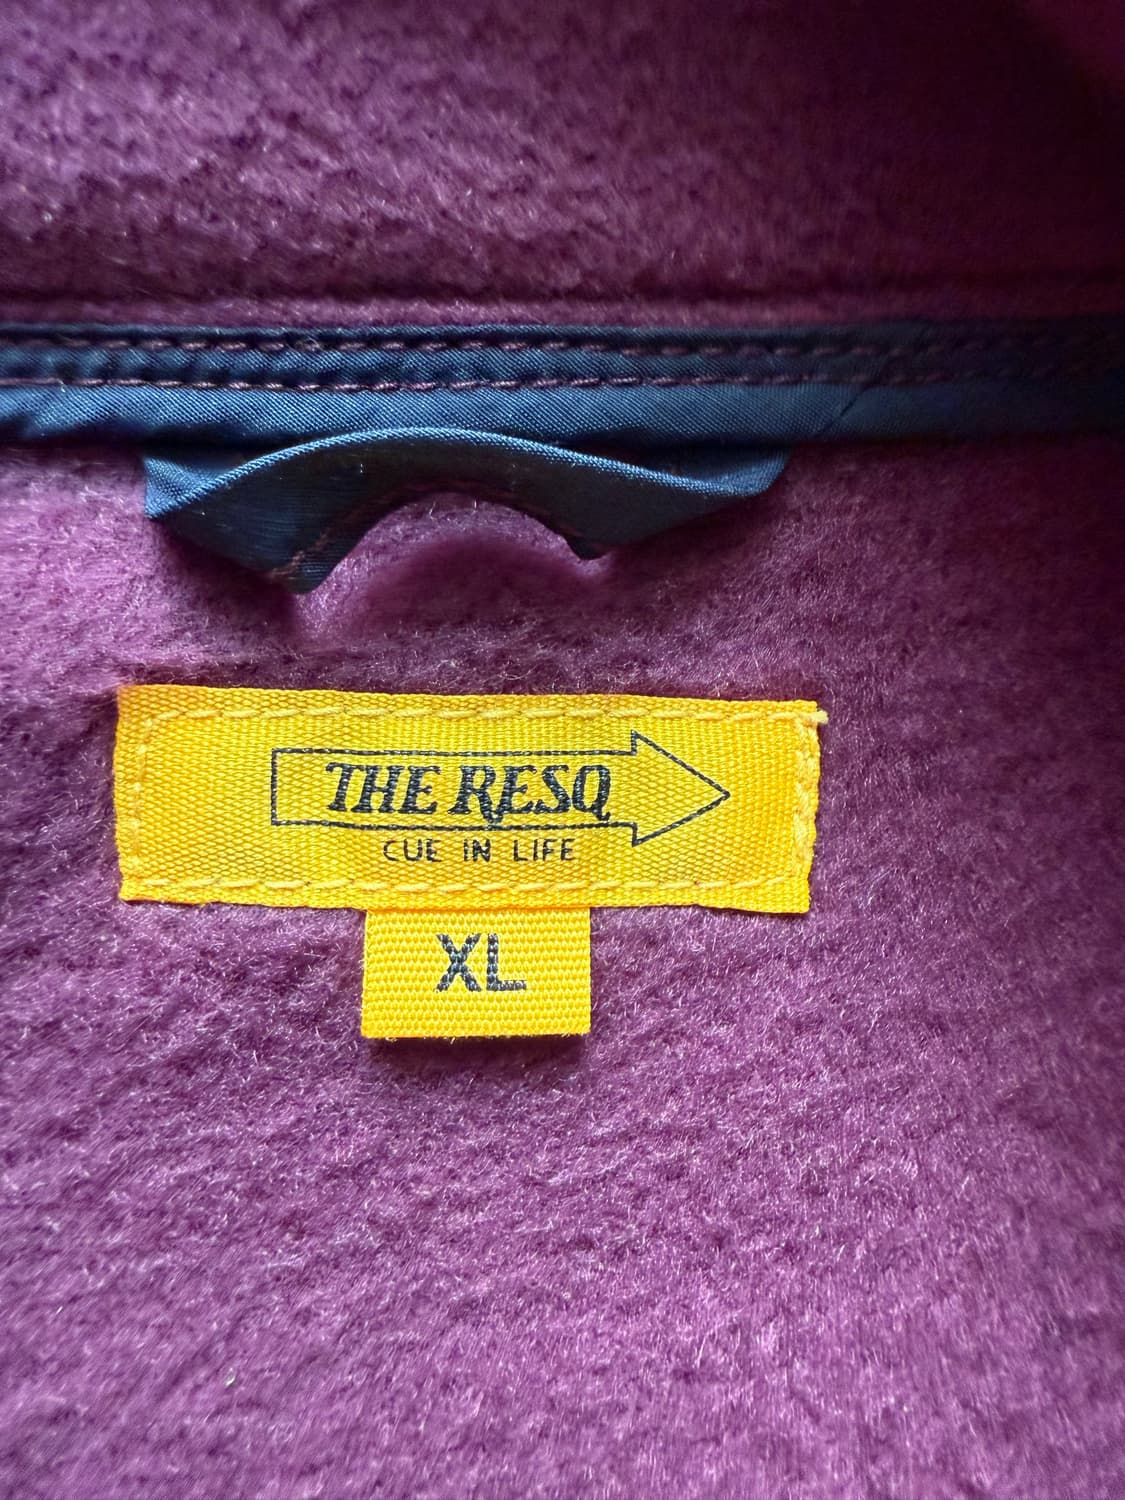 THE RESQ
CUE IN LIFE
XL